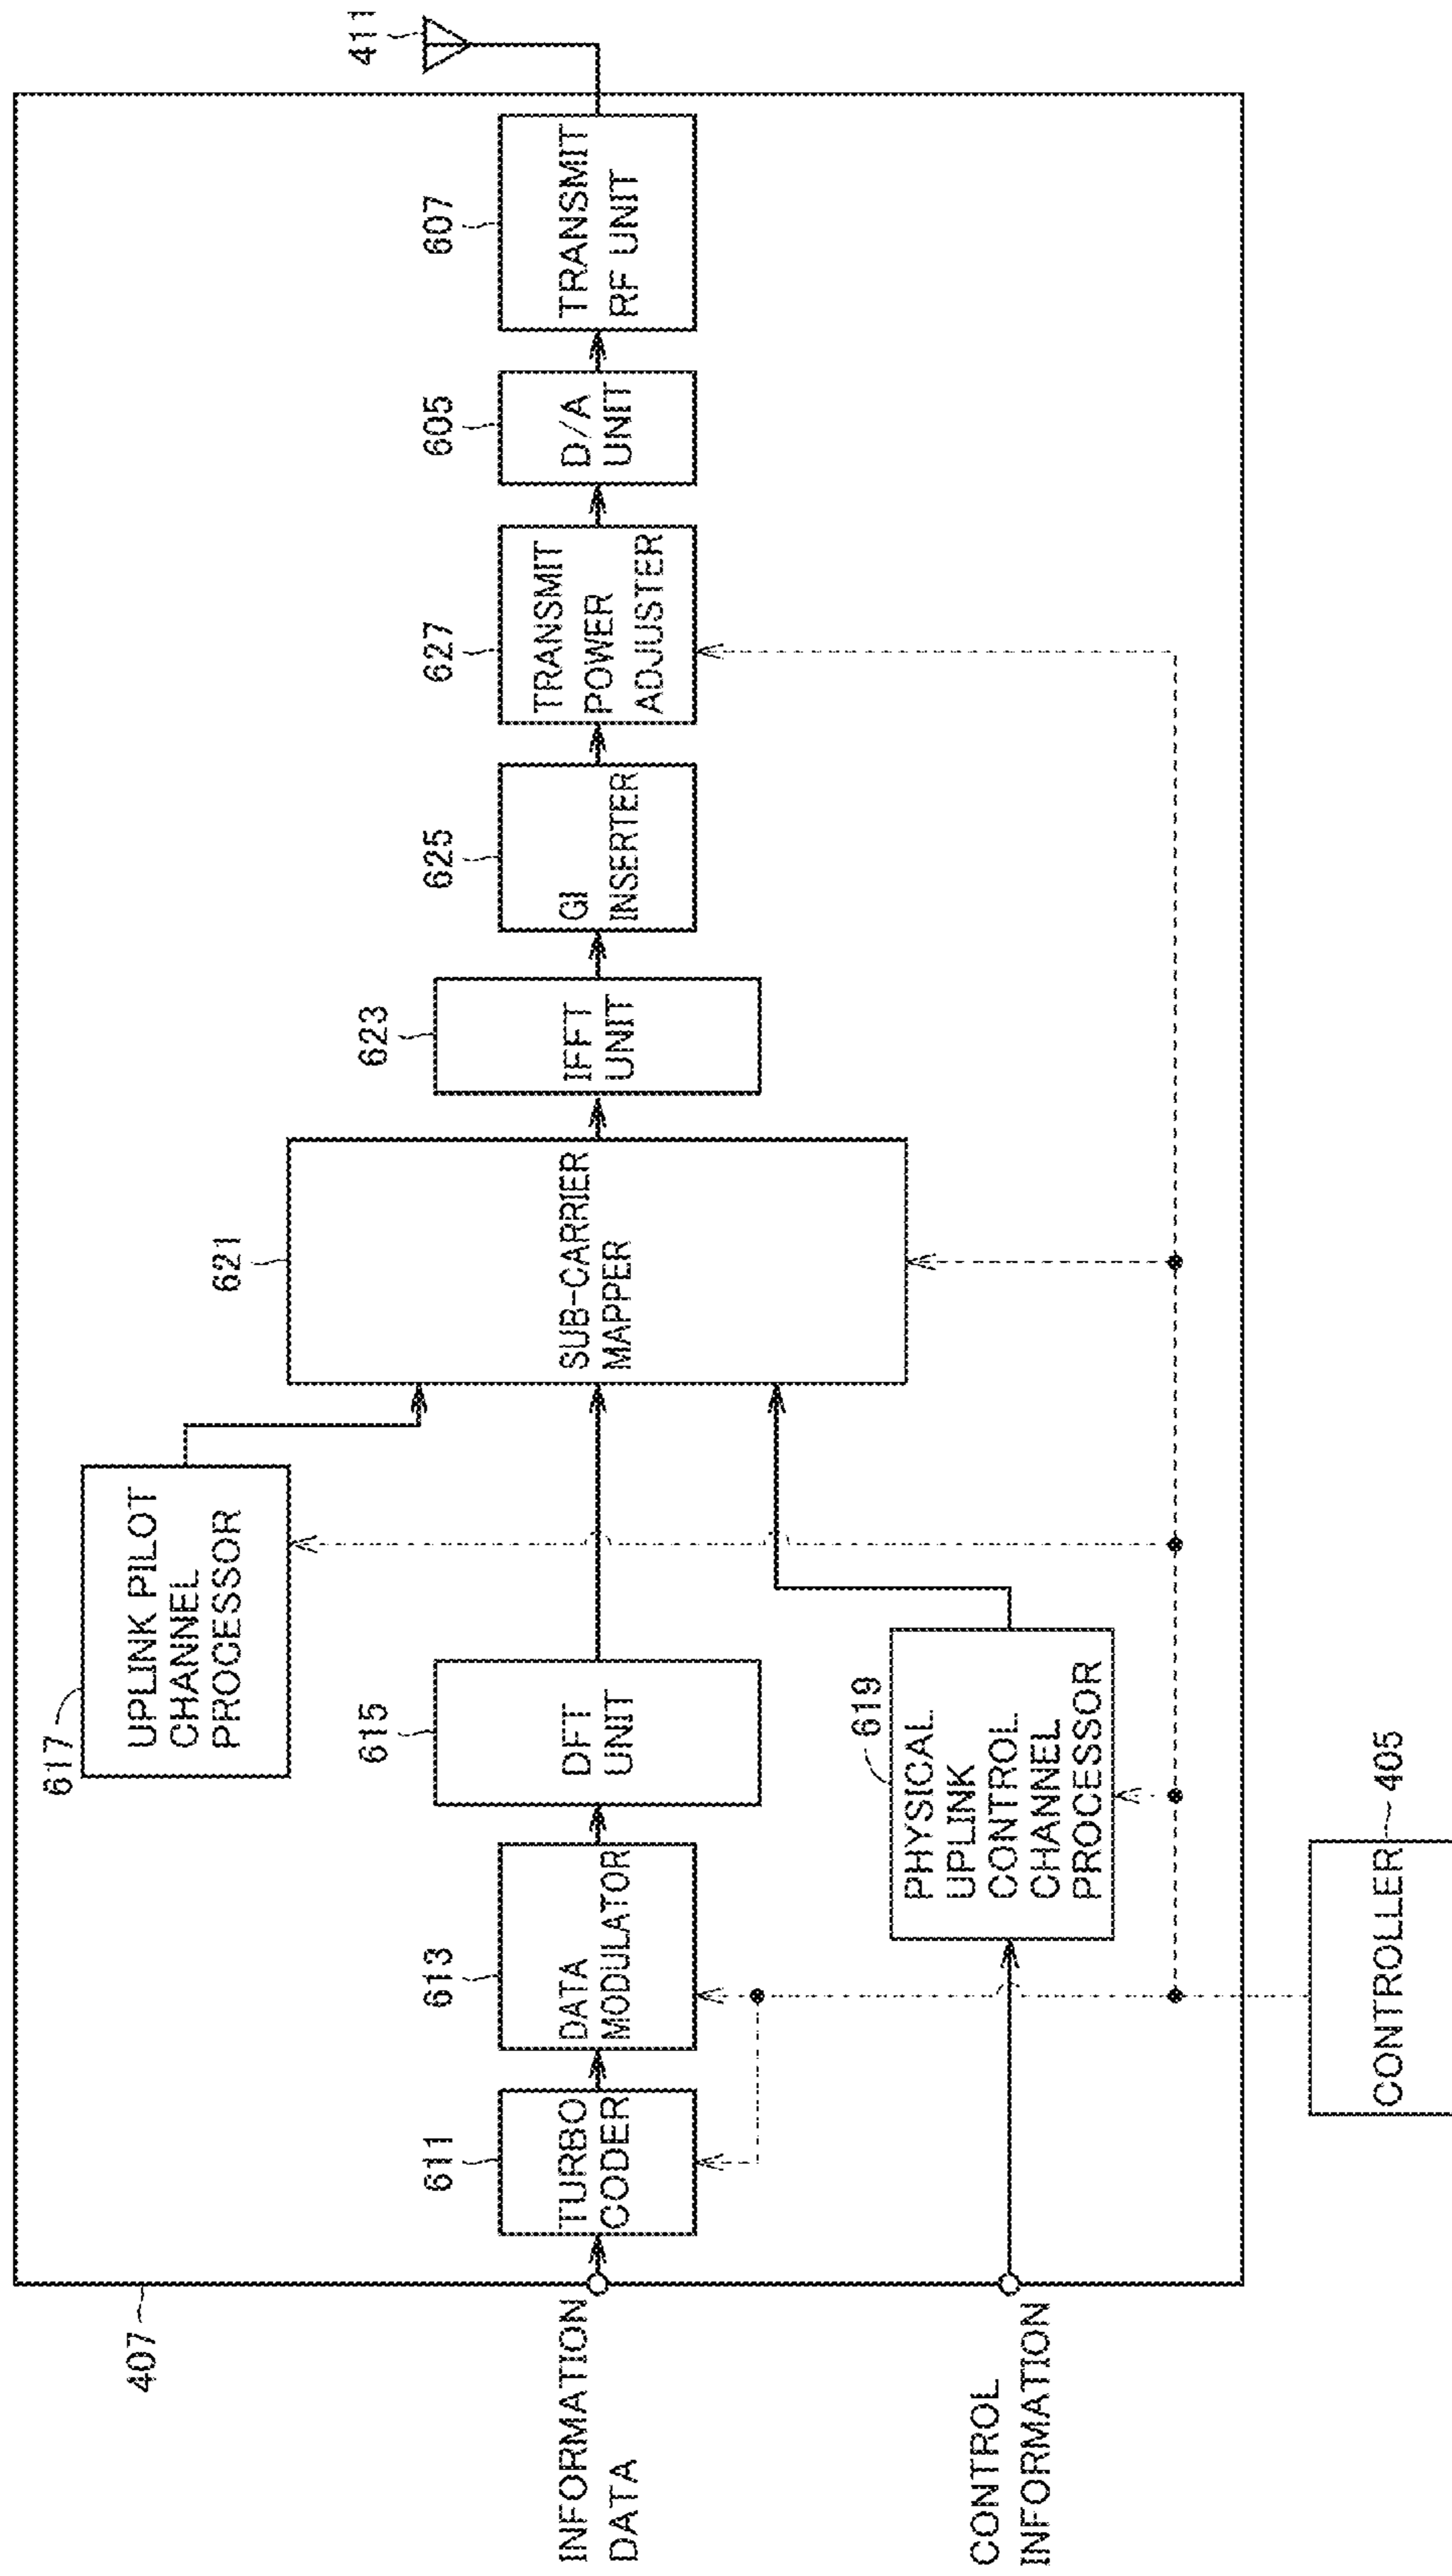 407
INFORMATION
DATA
CONTROL
INFORMATION
611
TURBO
CODER
613
DATA
MODULATOR
615
DFT
UNIT
617
UPLINK PILOT
CHANNEL
PROCESSOR
619
PHYSICAL
UPLINK
CONTROL
CHANNEL
PROCESSOR
621
SUB-CARRIER
MAPPER
623
IFFT
UNIT
625
GI
INSERTER
627
TRANSMIT
POWER
ADJUSTER
605
D/A
UNIT
607
TRANSMIT
RF UNIT
411
CONTROLLER
405